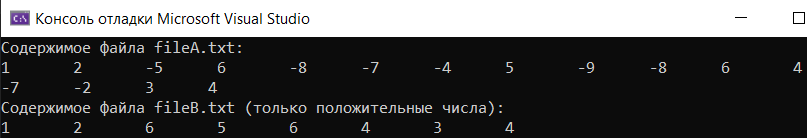 Консоль отладки Microsoft Visual Studio
Содержимое файла fileA.txt:
1 2 -5 6 -8 -7 -4 5 -9 -8 6 4
-7 -2 3 4
Содержимое файла fileB.txt (только положительные числа):
1 2 6 5 6 4 3 4